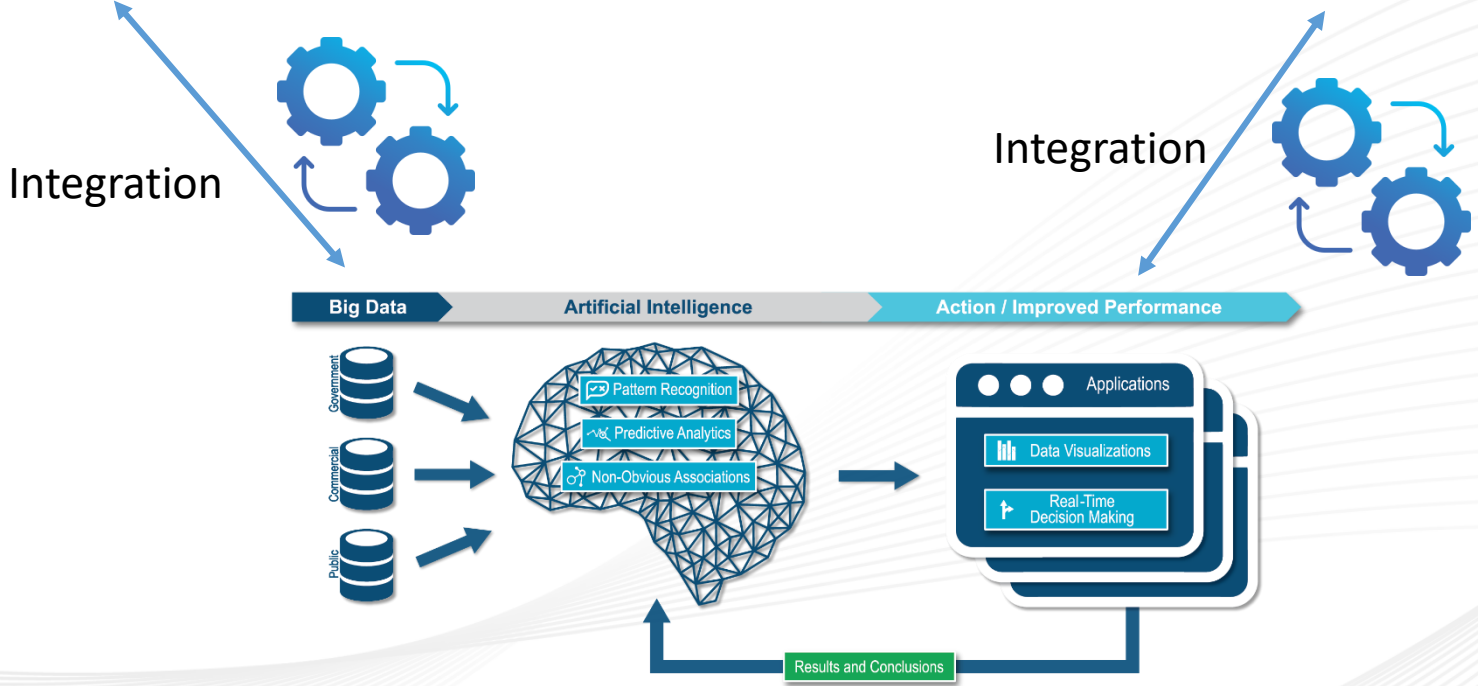 Integration
Integration
Big Data
Artificial Intelligence
Action / Improved Performance
Government
Commercial
Public
Pattern Recognition
Predictive Analytics
Non-Obvious Associations
Applications
Data Visualizations
Real-Time
Decision Making
Results and Conclusions